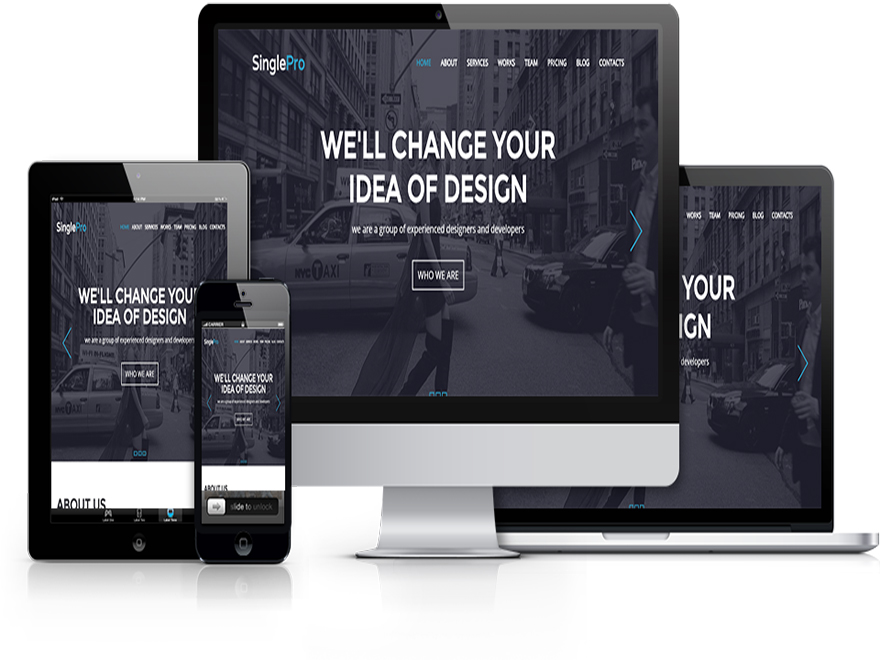 SinglePro
HOME ABOUT SERVICES WORKS TEAM PRICING BLOG CONTACTS
WE'LL CHANGE YOUR
IDEA OF DESIGN
we are a group of experienced designers and developers
WHO WE ARE
NYC TAXI
SinglePro
HOME ABOUT SERVICES WORKS TEAM PRICING BLOG CONTACTS
WE'LL CHANGE YOU
IDEA OF DESIGN
we are a group of experienced designers and developers
WHO WE ARE
ABOUT US
CARRIER
SinglePro
WE'LL CHANGE YOUR
IDEA OF DESIGN
we are a group of experienced designers and developers
WHO WE ARE
ABOUT US
slide to unlock
WORKS TEAM PRICING BLOG CONTACTS
YOUR
IGN
developers